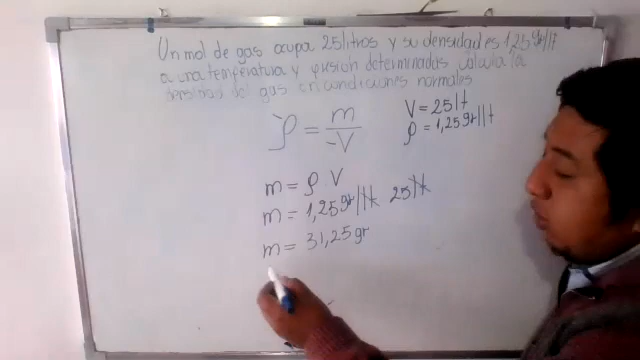 Un mol de gas ocupa 25 litros y su densidad es 1,25 gr/lt
a una temperatura y presión determinadas calcula la
densidad del gas en condiciones normales
ρ = m / V
V = 25 lt
ρ = 1,25 gr/lt
m = ρ . V
m = 1,25 gr/lt 25 lt
m = 31,25 gr